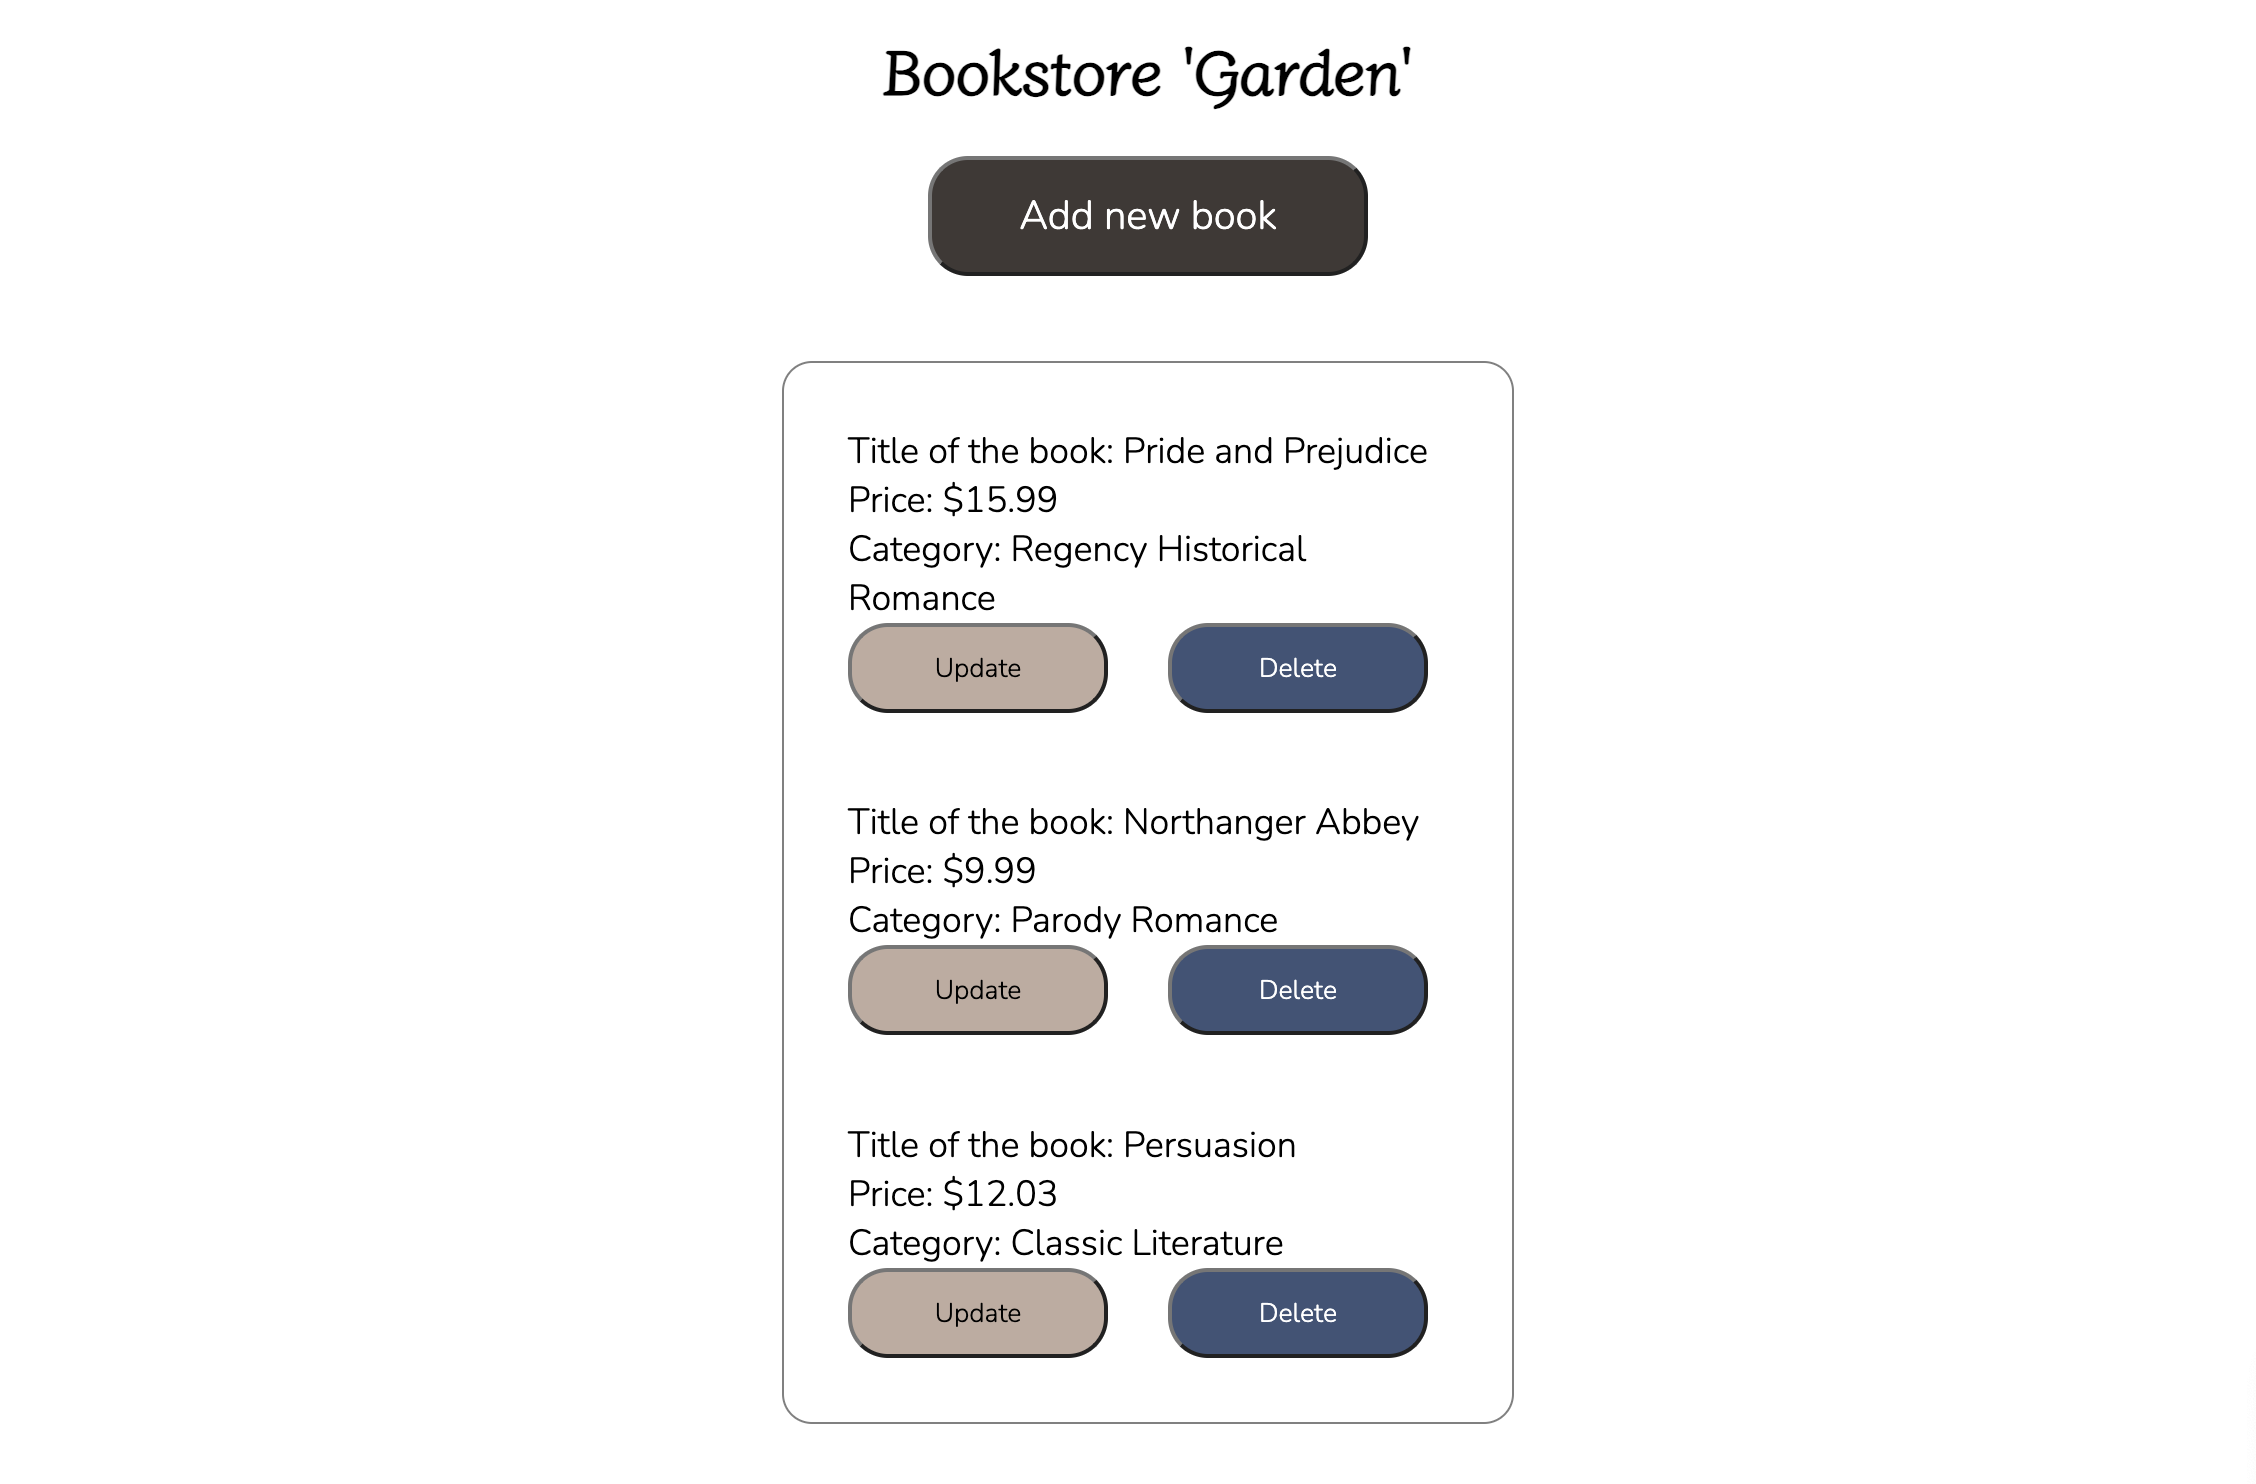 Bookstore 'Garden'
Add new book
Title of the book: Pride and Prejudice
Price: $15.99
Category: Regency Historical
Romance
Update
Delete
Title of the book: Northanger Abbey
Price: $9.99
Category: Parody Romance
Update
Delete
Title of the book: Persuasion
Price: $12.03
Category: Classic Literature
Update
Delete